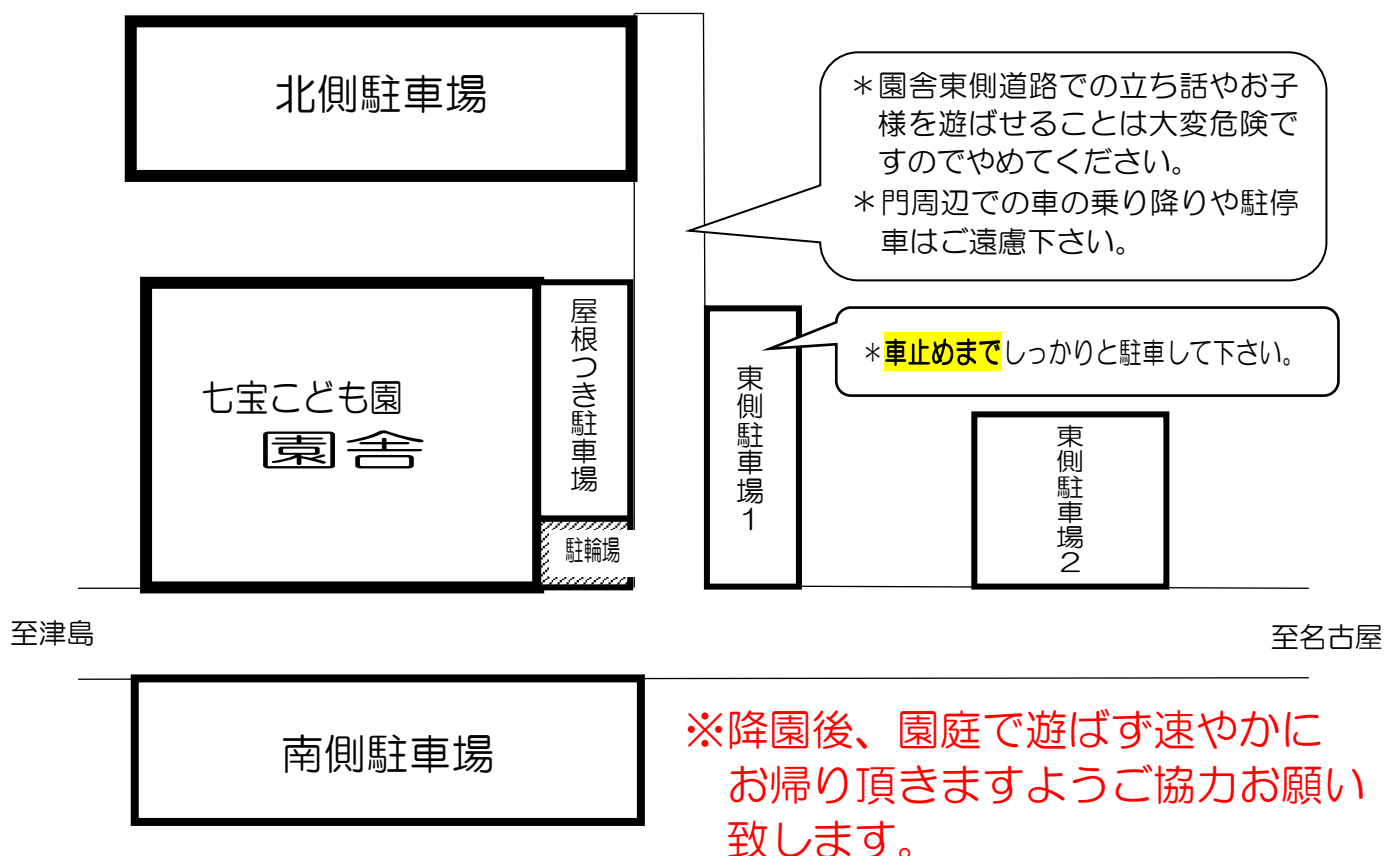 北側駐車場
＊園舎東側道路での立ち話やお子
様を遊ばせることは大変危険で
すのでやめてください。
＊門周辺での車の乗り降りや駐停
車はご遠慮下さい。
屋根つき駐車場
＊車止めまでしっかりと駐車して下さい。
七宝こども園
園舎
東側駐車場１
東側駐車場２
駐輪場
至津島
至名古屋
南側駐車場
※降園後、園庭で遊ばず速やかに
お帰り頂きますようご協力お願い
致します。